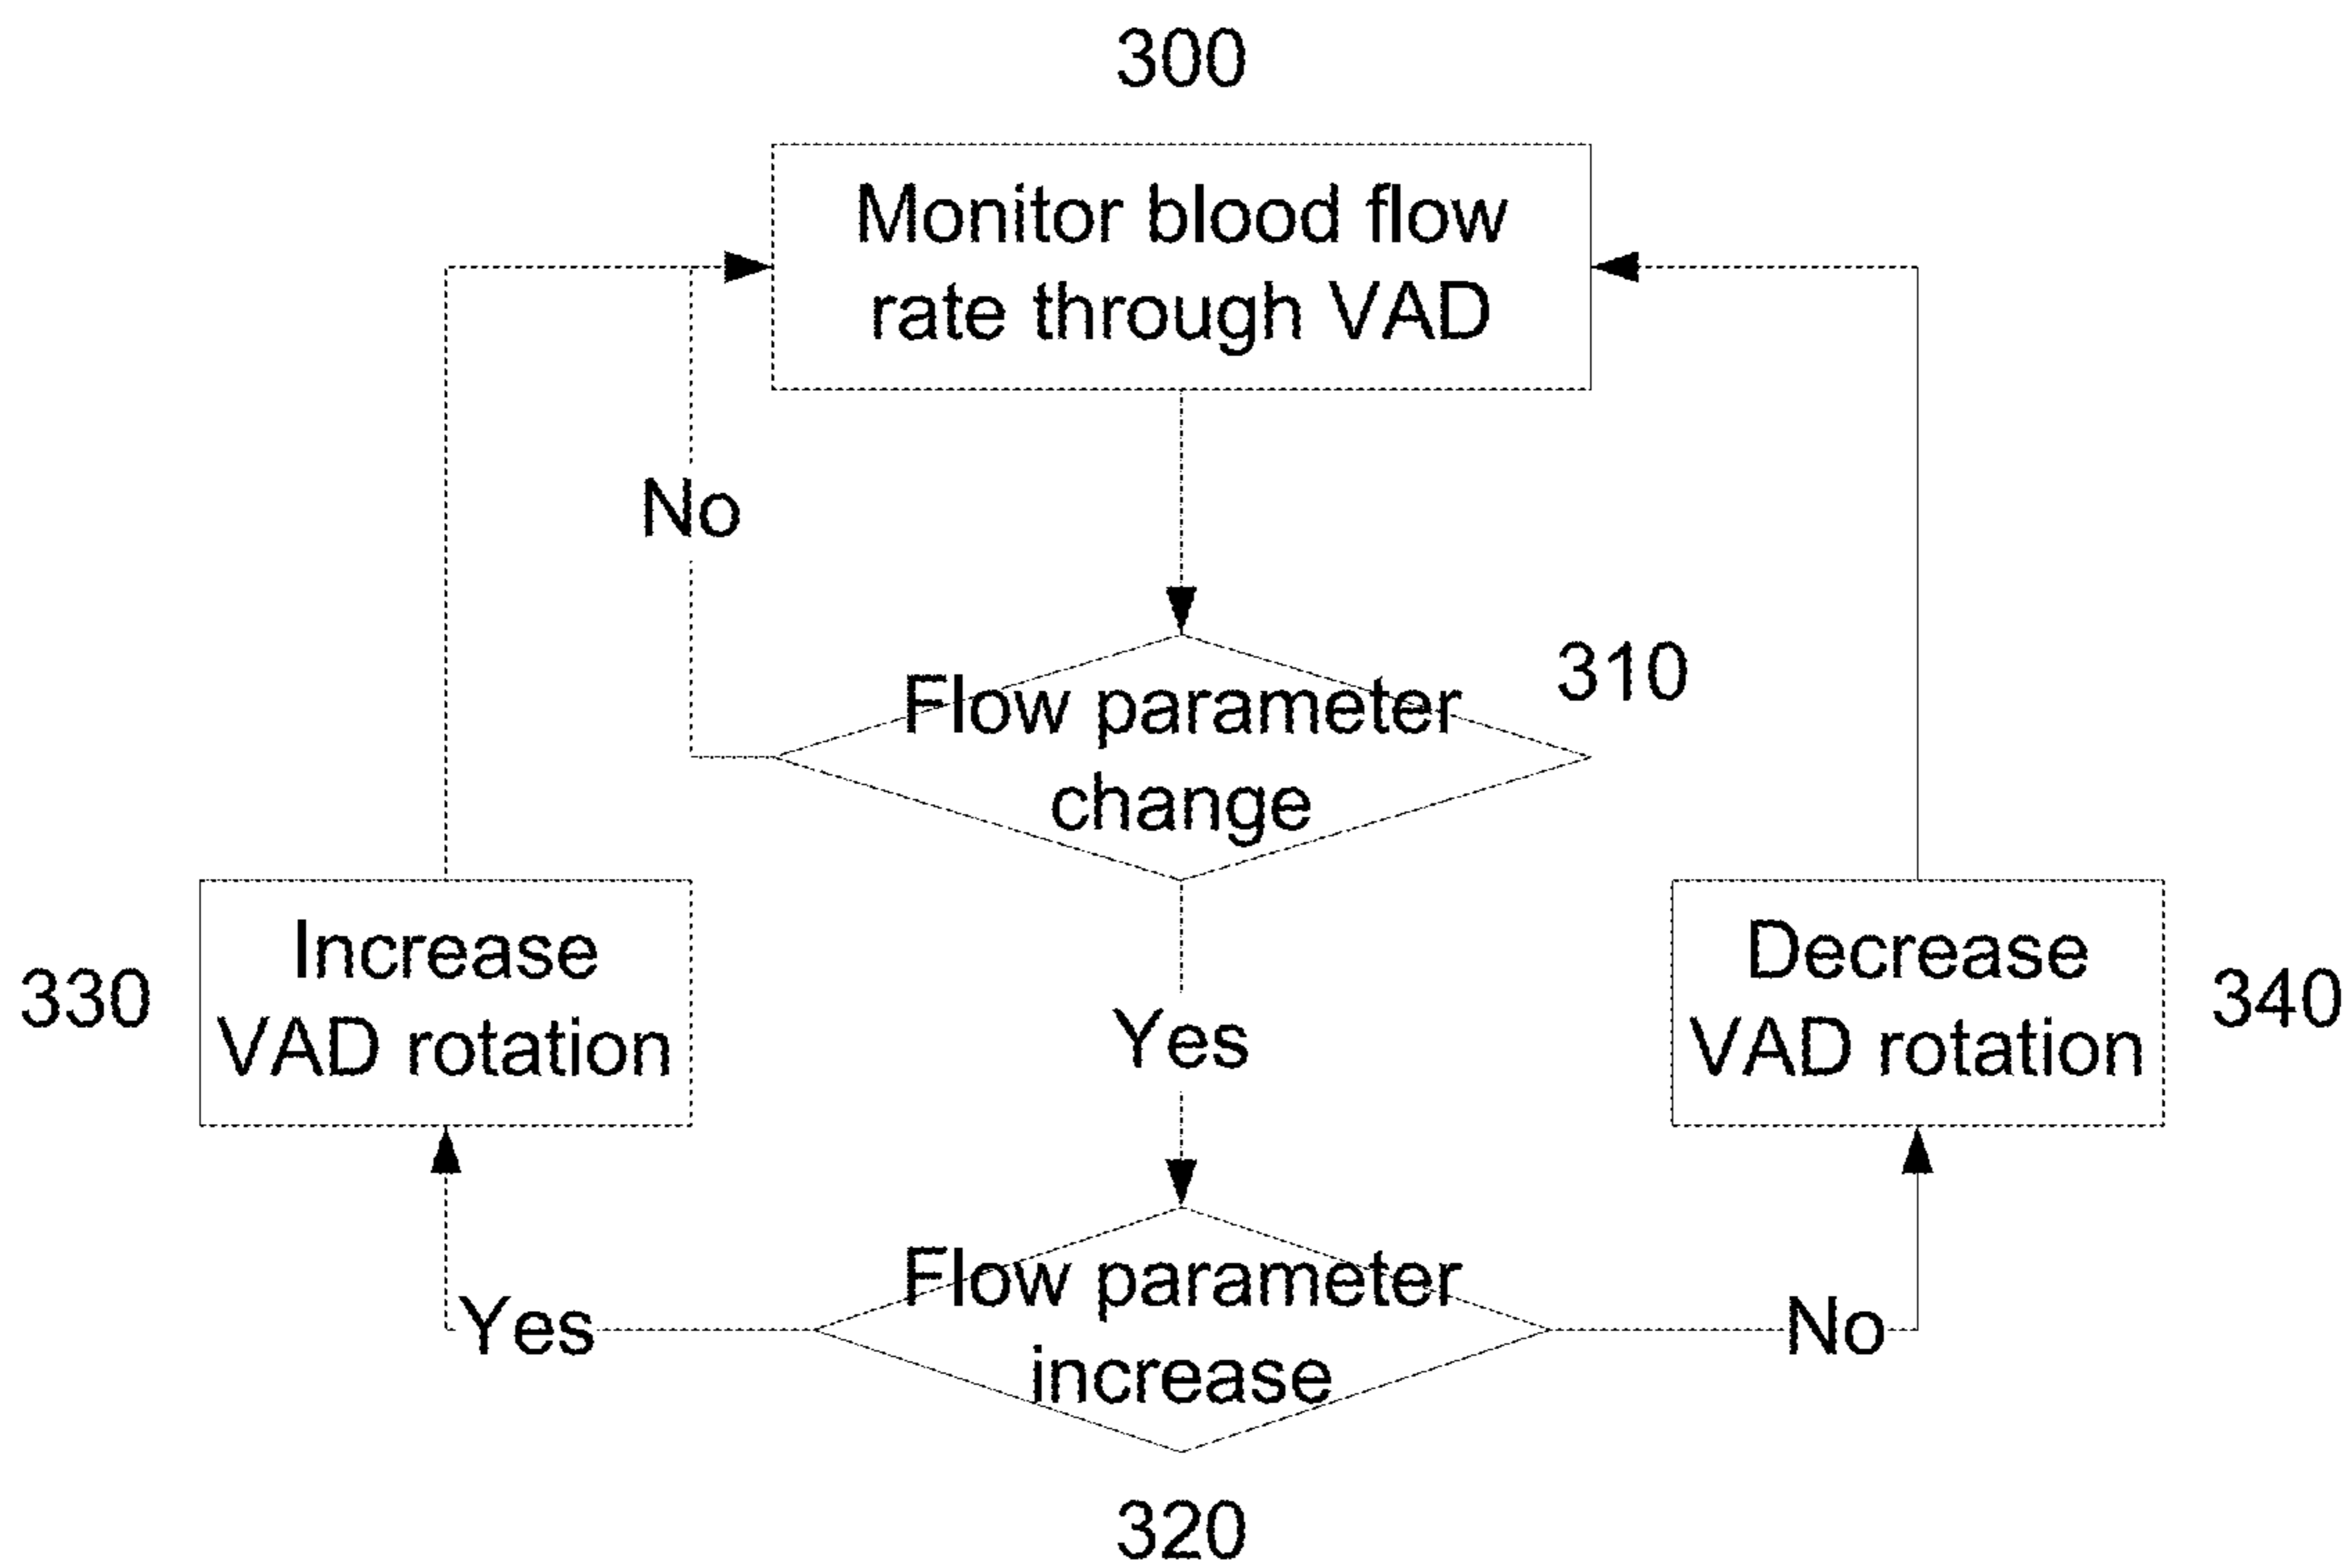 300
Monitor blood flow
rate through VAD
No
310
Flow parameter
change
330
Increase
VAD rotation
Yes
Decrease
VAD rotation
340
Yes
Flow parameter
increase
No
320